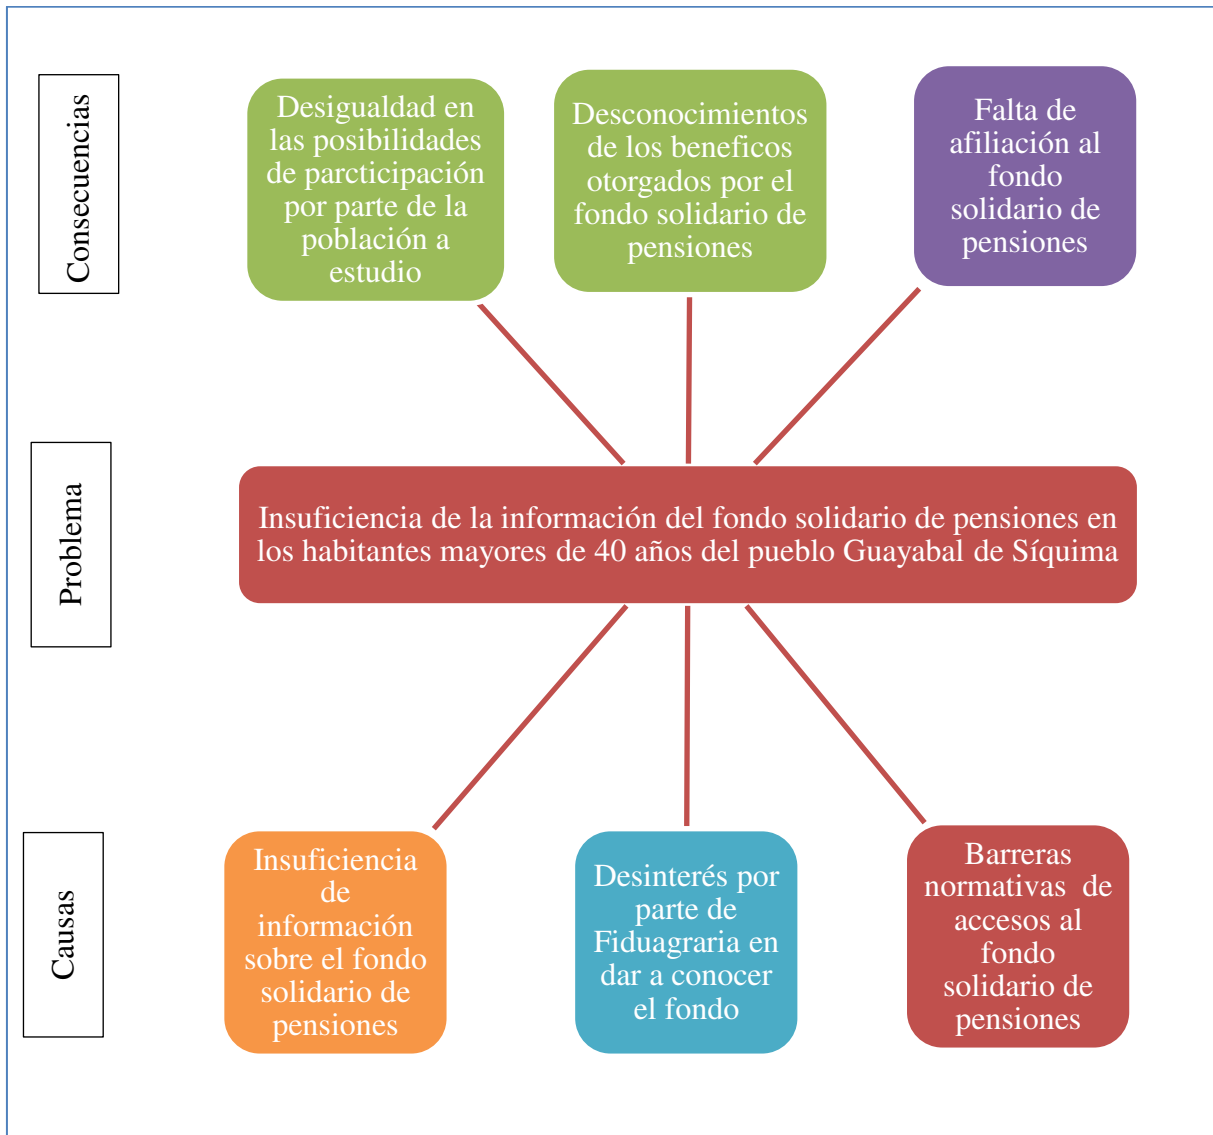 Consecuencias
Desigualdad en
las posibilidades
de parcticipación
por parte de la
población a
estudio
Desconocimientos
de los beneficos
otorgados por el
fondo solidario de
pensiones
Falta de
afiliación al
fondo
solidario de
pensiones
Problema
Insuficiencia de la información del fondo solidario de pensiones en
los habitantes mayores de 40 años del pueblo Guayabal de Síquima
Causas
Insuficiencia
de
información
sobre el fondo
solidario de
pensiones
Desinterés por
parte de
Fiduagraria en
dar a conocer
el fondo
Barreras
normativas de
accesos al
fondo
solidario de
pensiones